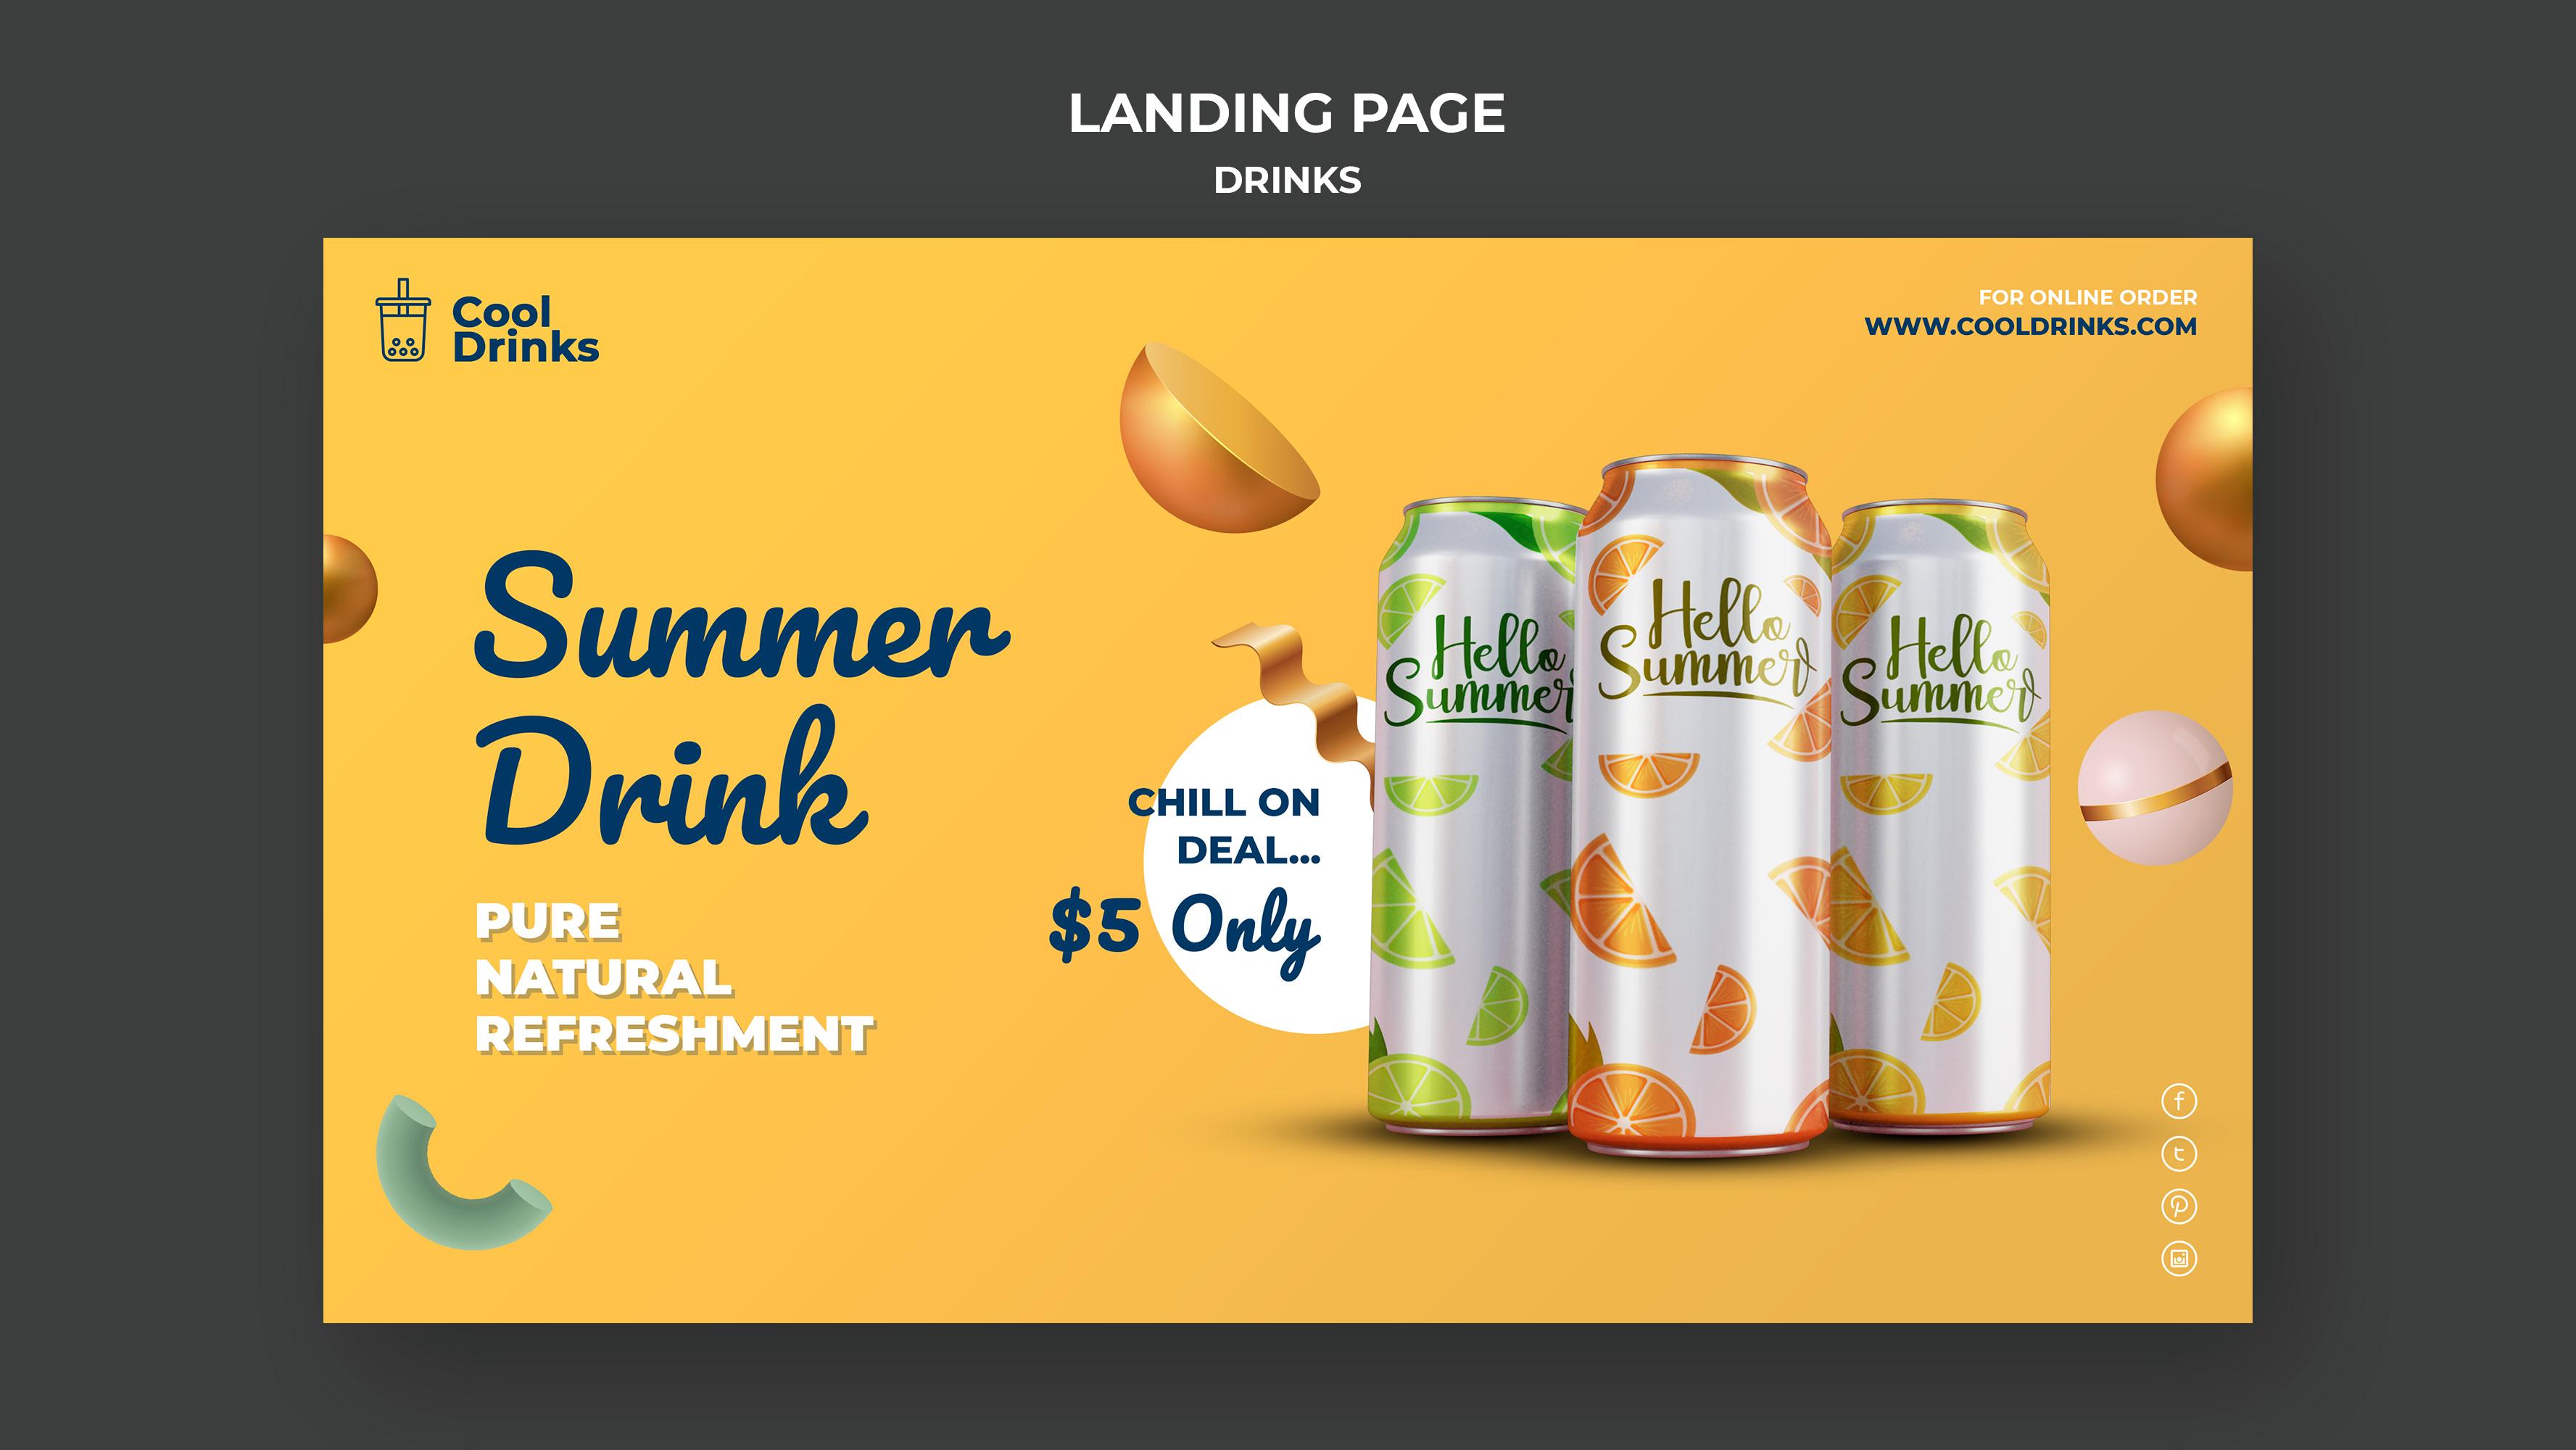 LANDING PAGE
DRINKS
Cool
Drinks
FOR ONLINE ORDER
WWW.COOLDRINKS.COM
Summer
Drink
PURE
NATURAL
REFRESHMENT
CHILL ON
DEAL...
$5 Only
Hello
Summer
Hello
Summer
Hello
Summer